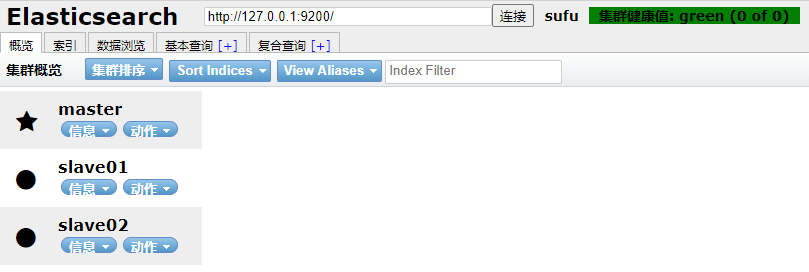 Elasticsearch http://127.0.0.1:9200/ 连接 sufu 集群健康值: green (0 of 0)
概览 索引 数据浏览 基本查询 [+] 复合查询 [+]
集群概览 集群排序 Sort Indices View Aliases Index Filter
master
信息 动作
slave01
信息 动作
slave02
信息 动作